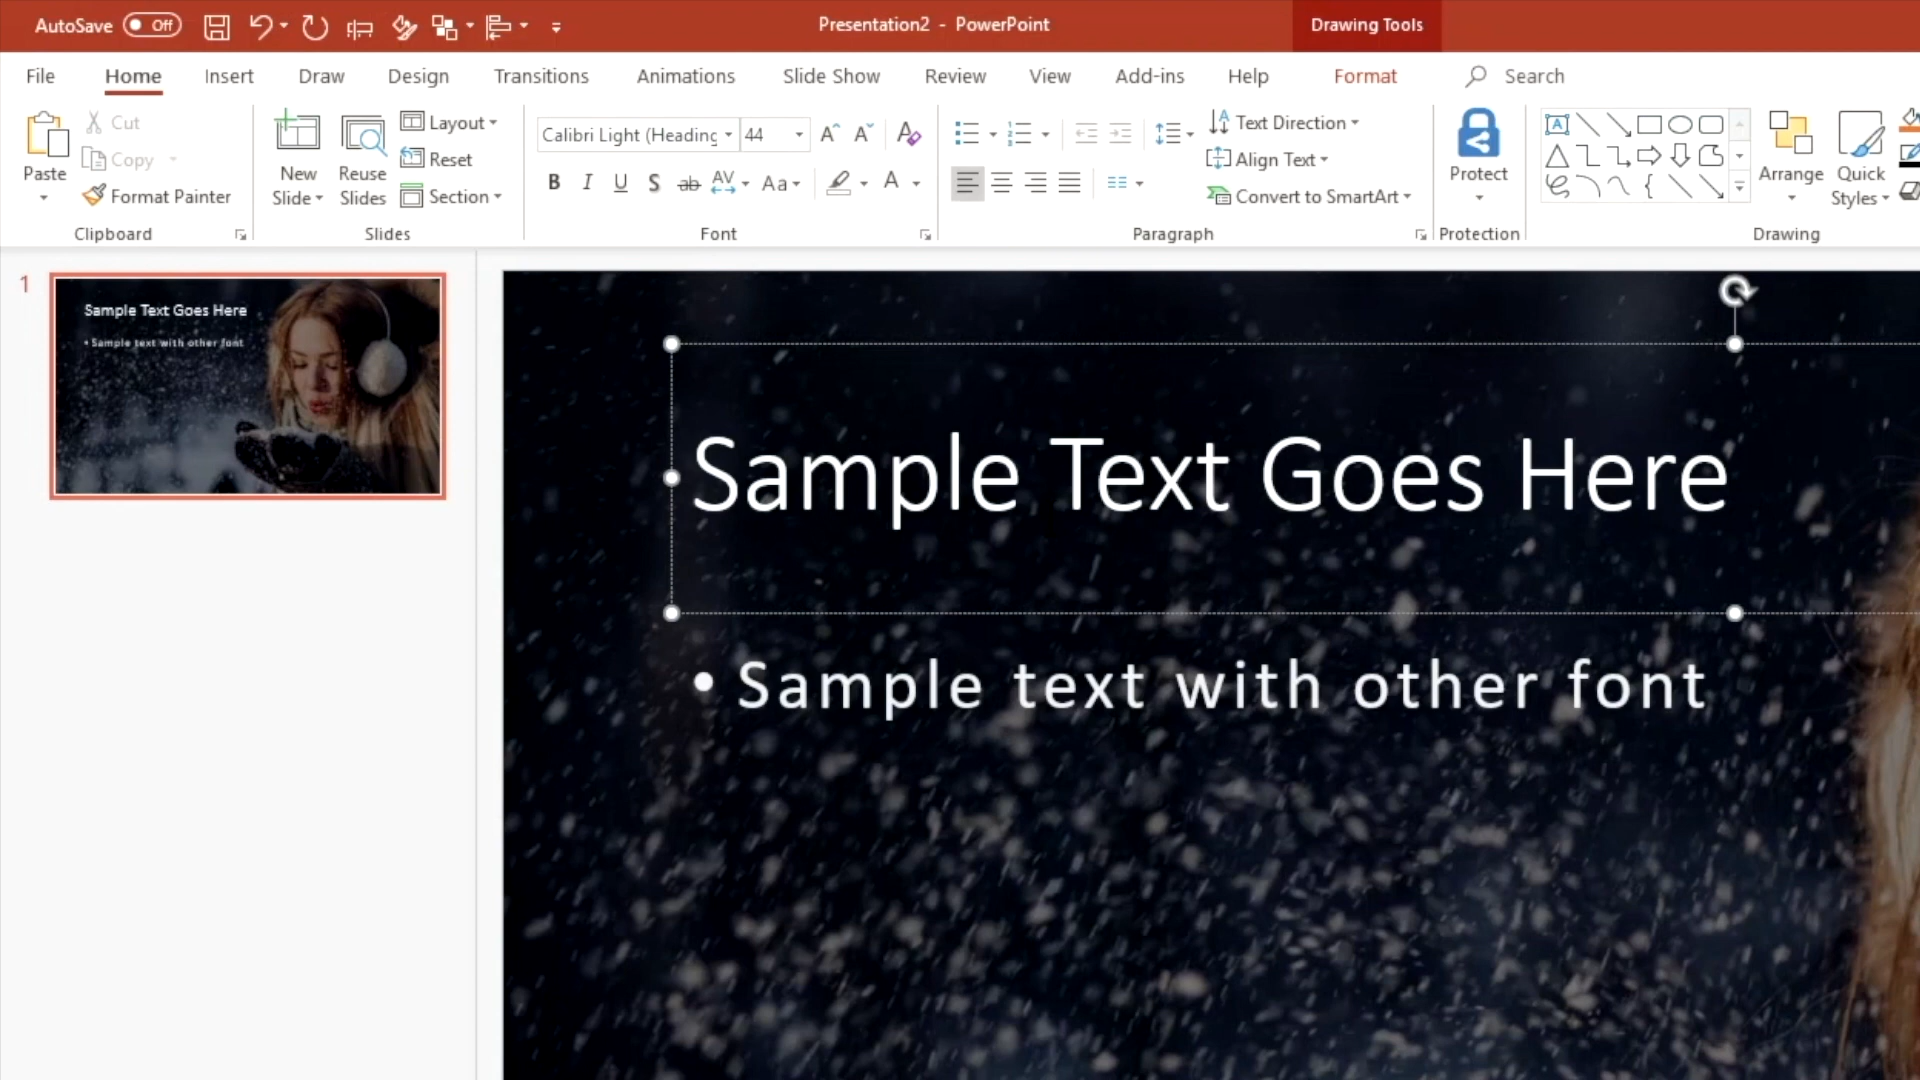 AutoSave Off
Presentation2 - PowerPoint
Drawing Tools
File Home Insert Draw Design Transitions Animations Slide Show Review View Add-ins Help Format Search
Paste
Cut
Copy
Format Painter
Clipboard
New Slide
Reuse Slides
Layout
Reset
Section
Slides
Calibri Light (Heading 44
B I U S ab AV Aa A
Font
Text Direction
Align Text
Convert to SmartArt
Paragraph
Protect
Protection
Arrange
Quick Styles
Drawing
1
Sample Text Goes Here
• Sample text with other font
Sample Text Goes Here
• Sample text with other font